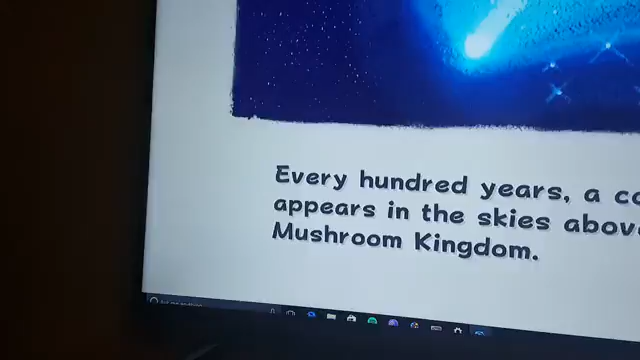 Every hundred years, a
appears in the skies
Mushroom Kingdom.